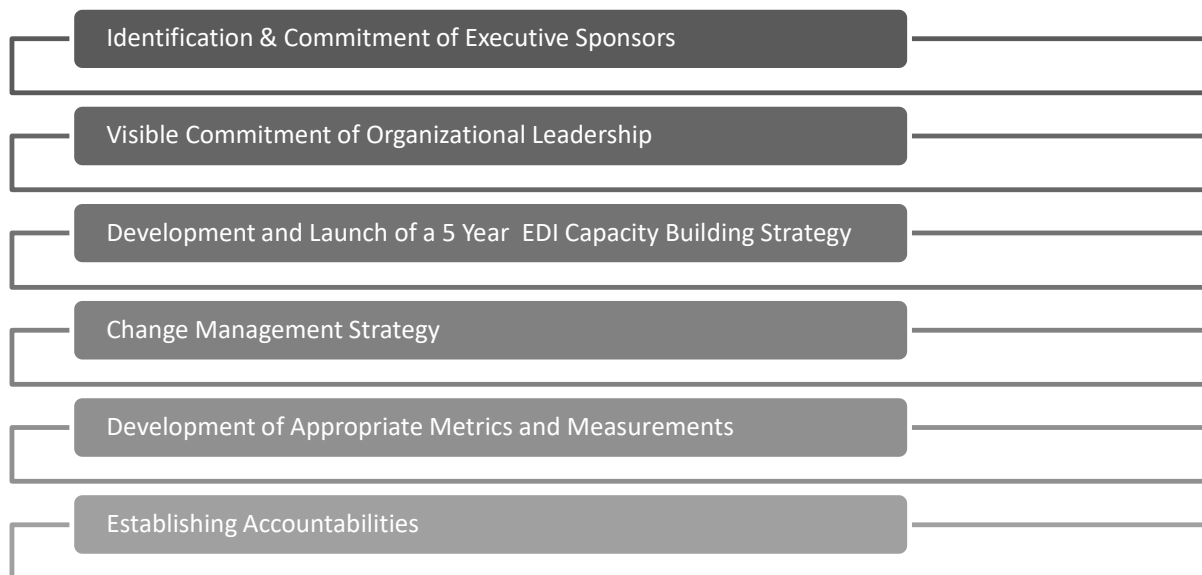 Identification & Commitment of Executive Sponsors
Visible Commitment of Organizational Leadership
Development and Launch of a 5 Year  EDI Capacity Building Strategy
Change Management Strategy
Development of Appropriate Metrics and Measurements
Establishing Accountabilities